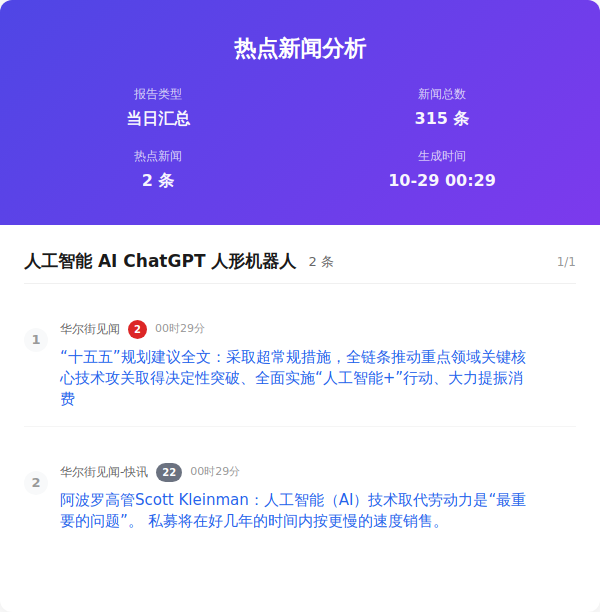 热点新闻分析
报告类型
新闻总数
当日汇总
315 条
热点新闻
生成时间
2 条
10-29 00:29
人工智能 AI ChatGPT 人形机器人 2 条 1/1
1
华尔街见闻 2 00时29分
“十五五”规划建议全文：采取超常规措施，全链条推动重点领域关键核
心技术攻关取得决定性突破、全面实施“人工智能+”行动、大力提振消
费
2
华尔街见闻-快讯 22 00时29分
阿波罗高管Scott Kleinman：人工智能（AI）技术取代劳动力是“最重
要的问题”。 私募将在好几年的时间内按更慢的速度销售。